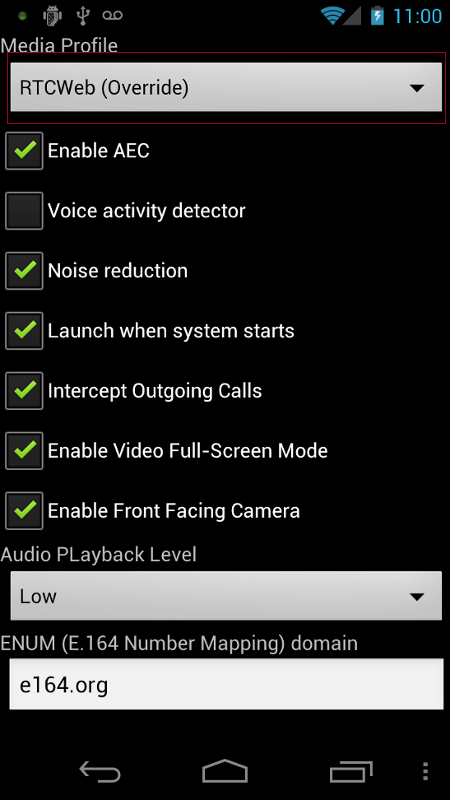 11:00
Media Profile
RTCWeb (Override)
Enable AEC
Voice activity detector
Noise reduction
Launch when system starts
Intercept Outgoing Calls
Enable Video Full-Screen Mode
Enable Front Facing Camera
Audio PLayback Level
Low
ENUM (E.164 Number Mapping) domain
e164.org